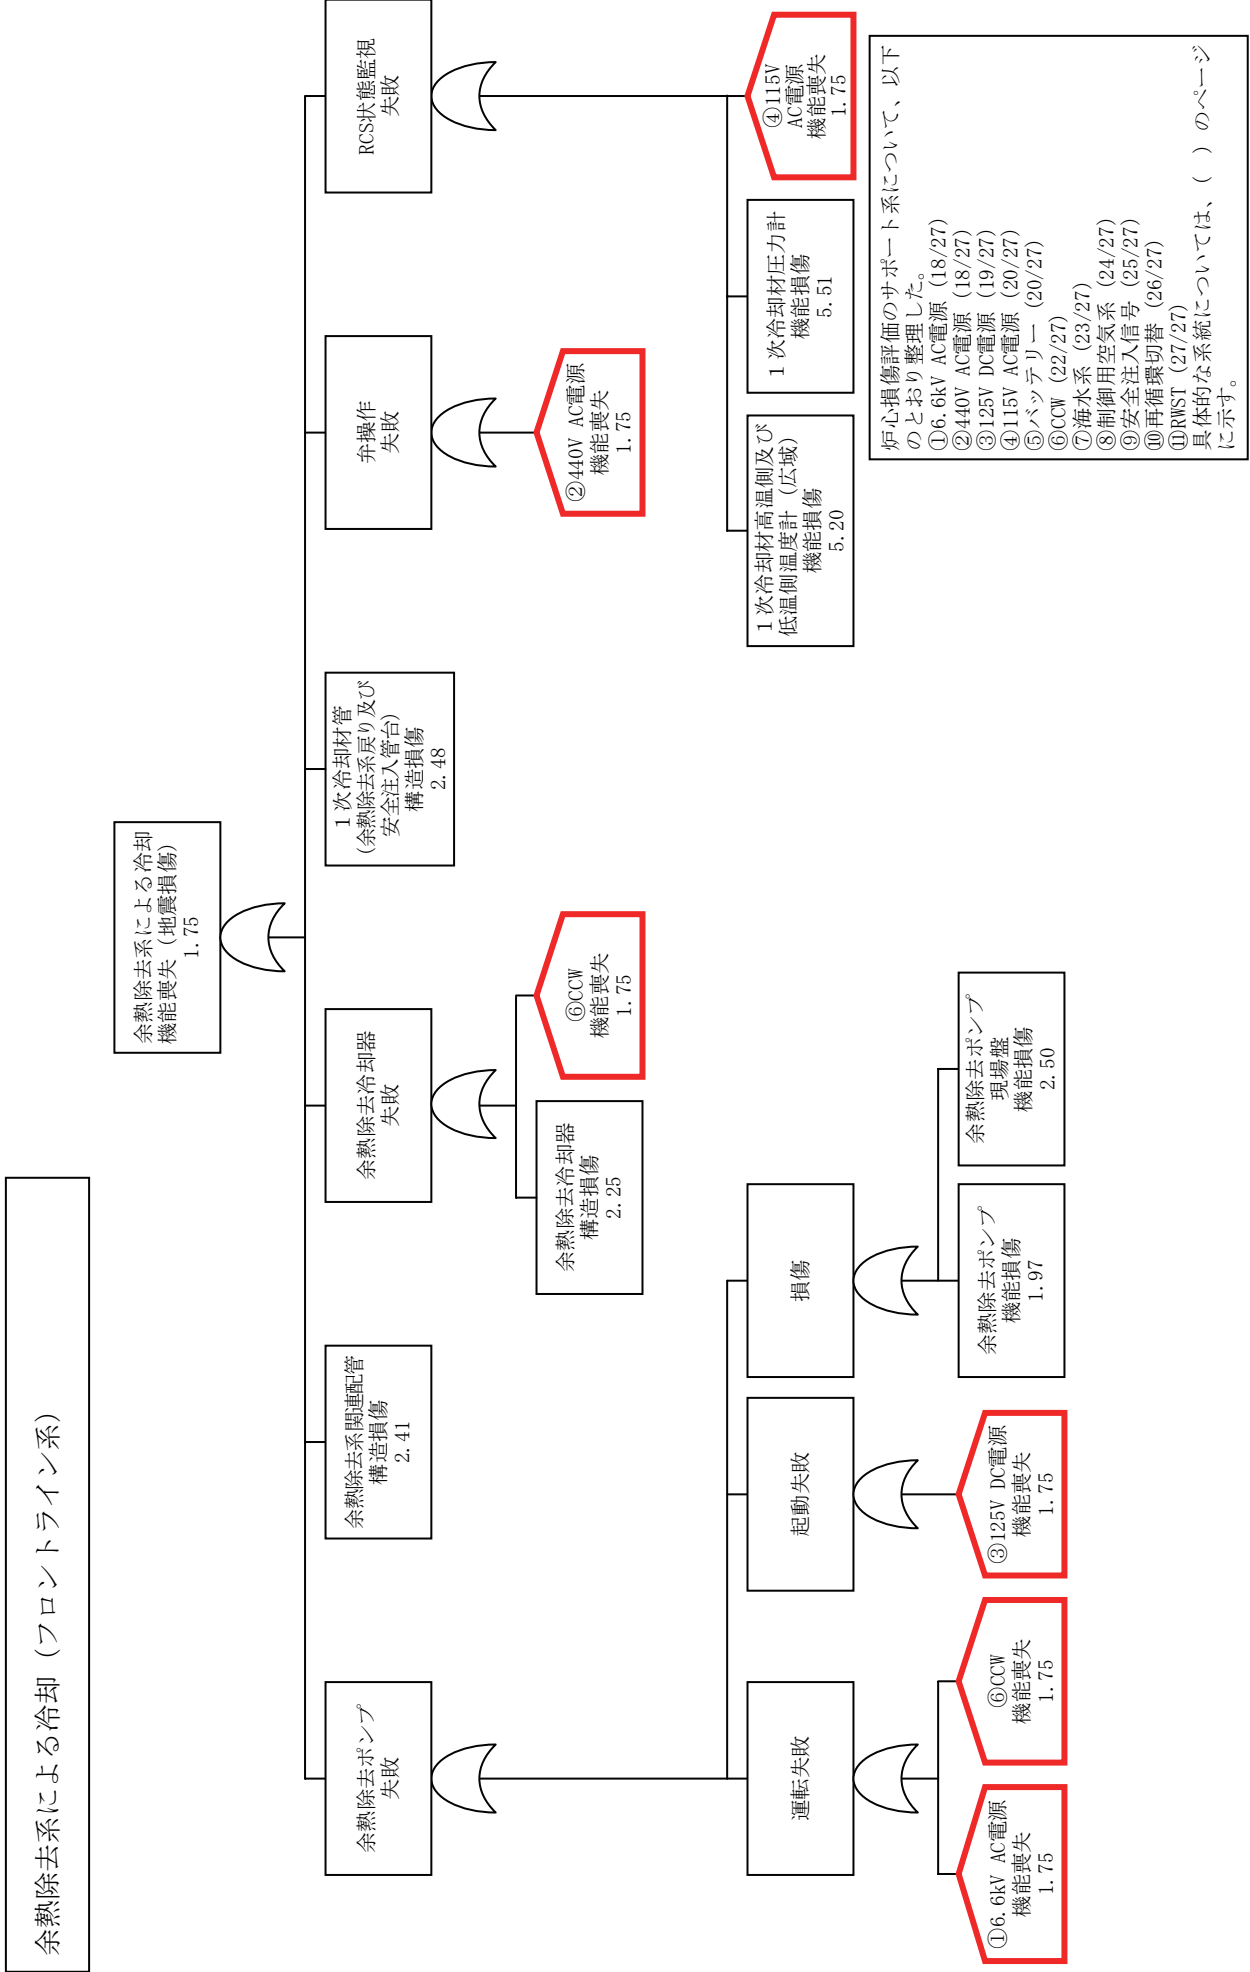 余熱除去系による冷却（フロントライン系）
余熱除去系による冷却
機能喪失（地震損傷）
1.75
余熱除去ポンプ
失敗
余熱除去系関連配管
構造損傷
2.41
余熱除去冷却器
失敗
１次冷却材管
(余熱除去系戻り及び
安全注入管台)
構造損傷
2.48
弁操作
失敗
RCS状態監視
失敗
余熱除去冷却器
構造損傷
2.25
⑥CCW
機能喪失
1.75
②440V AC電源
機能喪失
1.75
運転失敗
起動失敗
損傷
１次冷却材高温側及び
低温側温度計（広域）
機能損傷
5.20
１次冷却材圧力計
機能損傷
5.51
④115V
AC電源
機能喪失
1.75
①6.6kV AC電源
機能喪失
1.75
⑥CCW
機能喪失
1.75
③125V DC電源
機能喪失
1.75
余熱除去ポンプ
機能損傷
1.97
余熱除去ポンプ
現場盤
機能損傷
2.50
炉心損傷評価のサポート系について、以下
のとおり整理した。
①6.6kV AC電源（18/27）
②440V AC電源（18/27）
③125V DC電源（19/27）
④115V AC電源（20/27）
⑤バッテリー（20/27）
⑥CCW（22/27）
⑦海水系（23/27）
⑧制御用空気系（24/27）
⑨安全注入信号（25/27）
⑩再循環切替（26/27）
⑪RWST（27/27）
具体的な系統については、（　）のページ
に示す。